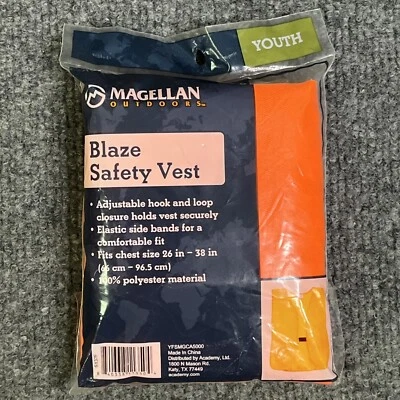 YOUTH
MAGELLAN
OUTDOORS
Blaze
Safety Vest
• Adjustable hook and loop
closure holds vest securely
• Elastic side bands for a
comfortable fit
• Fits chest size 26 in – 38 in
(66 cm – 96.5 cm)
• 100% polyester material
YFSMGCA5000
Made In China
Distributed by Academy, Ltd.
1800 N Mason Rd.
Katy, TX 77449
academy.com